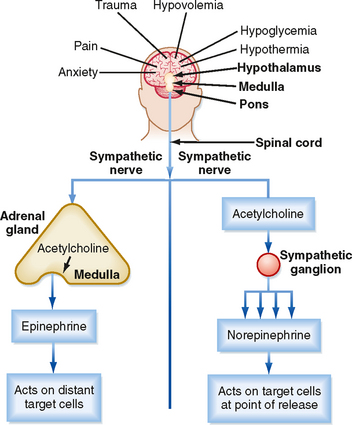 Trauma
Hypovolemia
Pain
Hypoglycemia
Hypothermia
Anxiety
Hypothalamus
Medulla
Pons
Spinal cord
Sympathetic
nerve
Sympathetic
nerve
Adrenal
gland
Acetylcholine
Medulla
Epinephrine
Acts on distant
target cells
Acetylcholine
Sympathetic
ganglion
Norepinephrine
Acts on target cells
at point of release